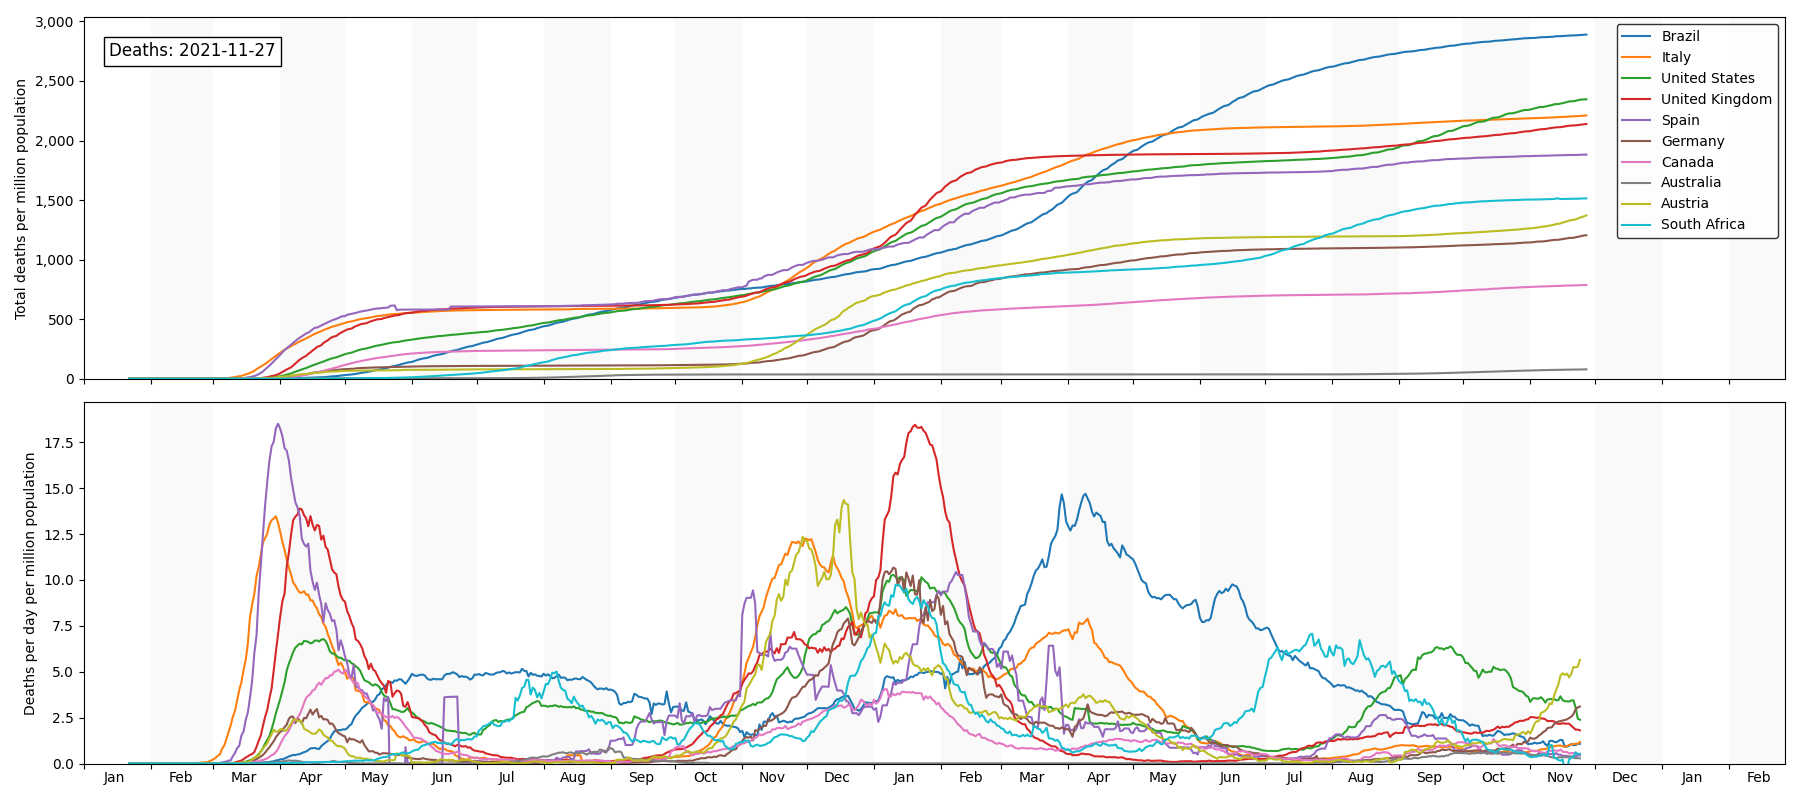 3,000
2,500
2,000
1,500
1,000
500
0
Total deaths per million population
Deaths: 2021-11-27
Brazil
Italy
United States
United Kingdom
Spain
Germany
Canada
Australia
Austria
South Africa
17.5
15.0
12.5
10.0
7.5
5.0
2.5
0.0
Deaths per day per million population
Jan Feb Mar Apr May Jun Jul Aug Sep Oct Nov Dec Jan Feb Mar Apr May Jun Jul Aug Sep Oct Nov Dec Jan Feb